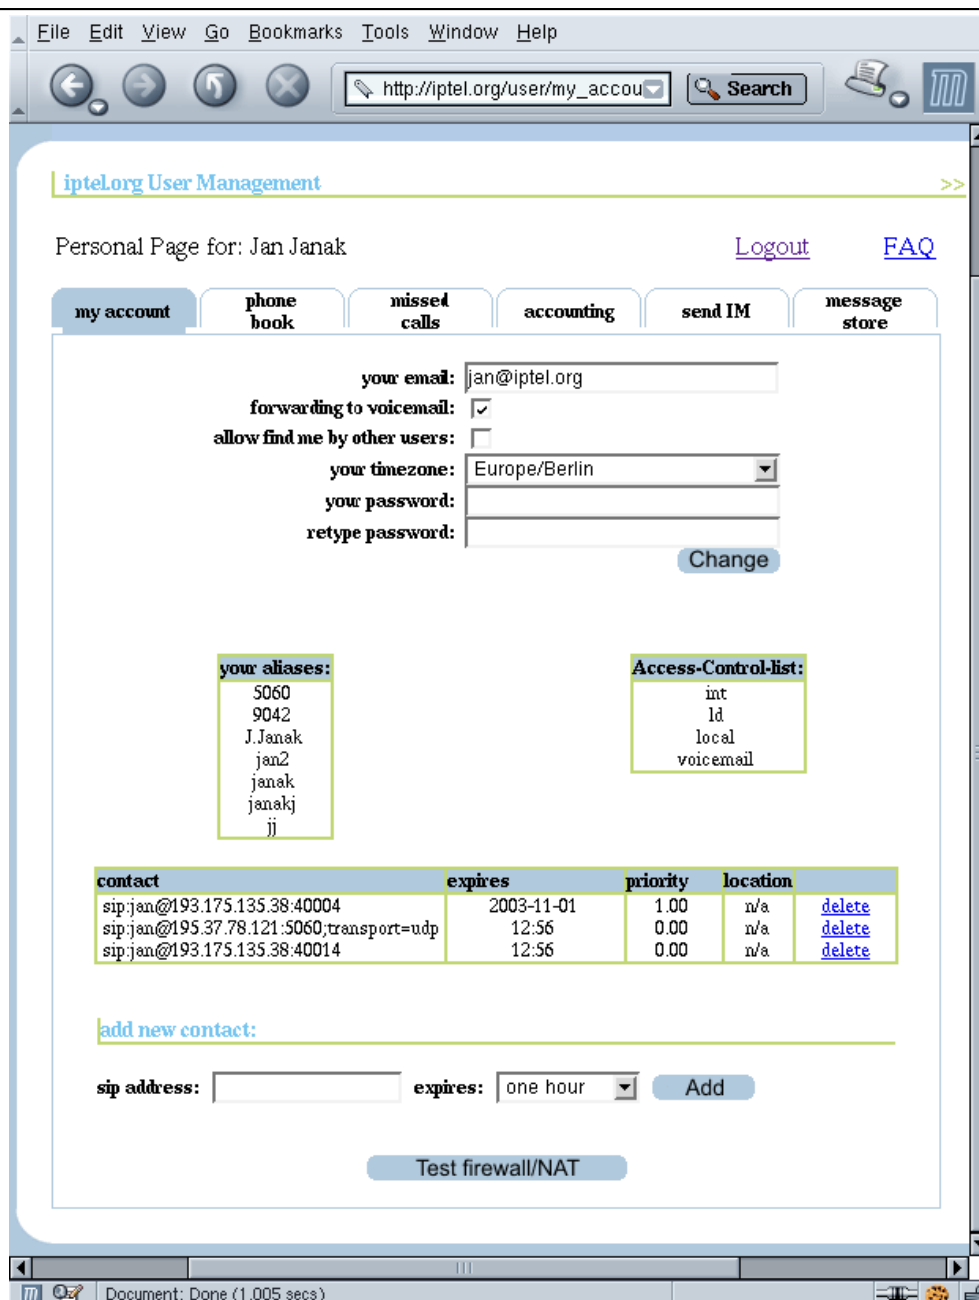 File Edit View Go Bookmarks Tools Window Help
http://iptel.org/user/my_accou Search
iptel.org User Management >>
Personal Page for: Jan Janak Logout FAQ
my account phone book missed calls accounting send IM message store
your email: jan@iptel.org
forwarding to voicemail:
allow find me by other users:
your timezone: Europe/Berlin
your password:
retype password:
Change
your aliases: Access-Control-list:
5060 int
9042 ld
J.Janak local
jan2 voicemail
janak
janakj
jj
contact expires priority location
sip:jan@193.175.135.38:40004 2003-11-01 1.00 n/a delete
sip:jan@195.37.78.121:5060;transport=udp 12:56 0.00 n/a delete
sip:jan@193.175.135.38:40014 12:56 0.00 n/a delete
add new contact:
sip address: expires: one hour Add
Test firewall/NAT
Document: Done (1.005 secs)